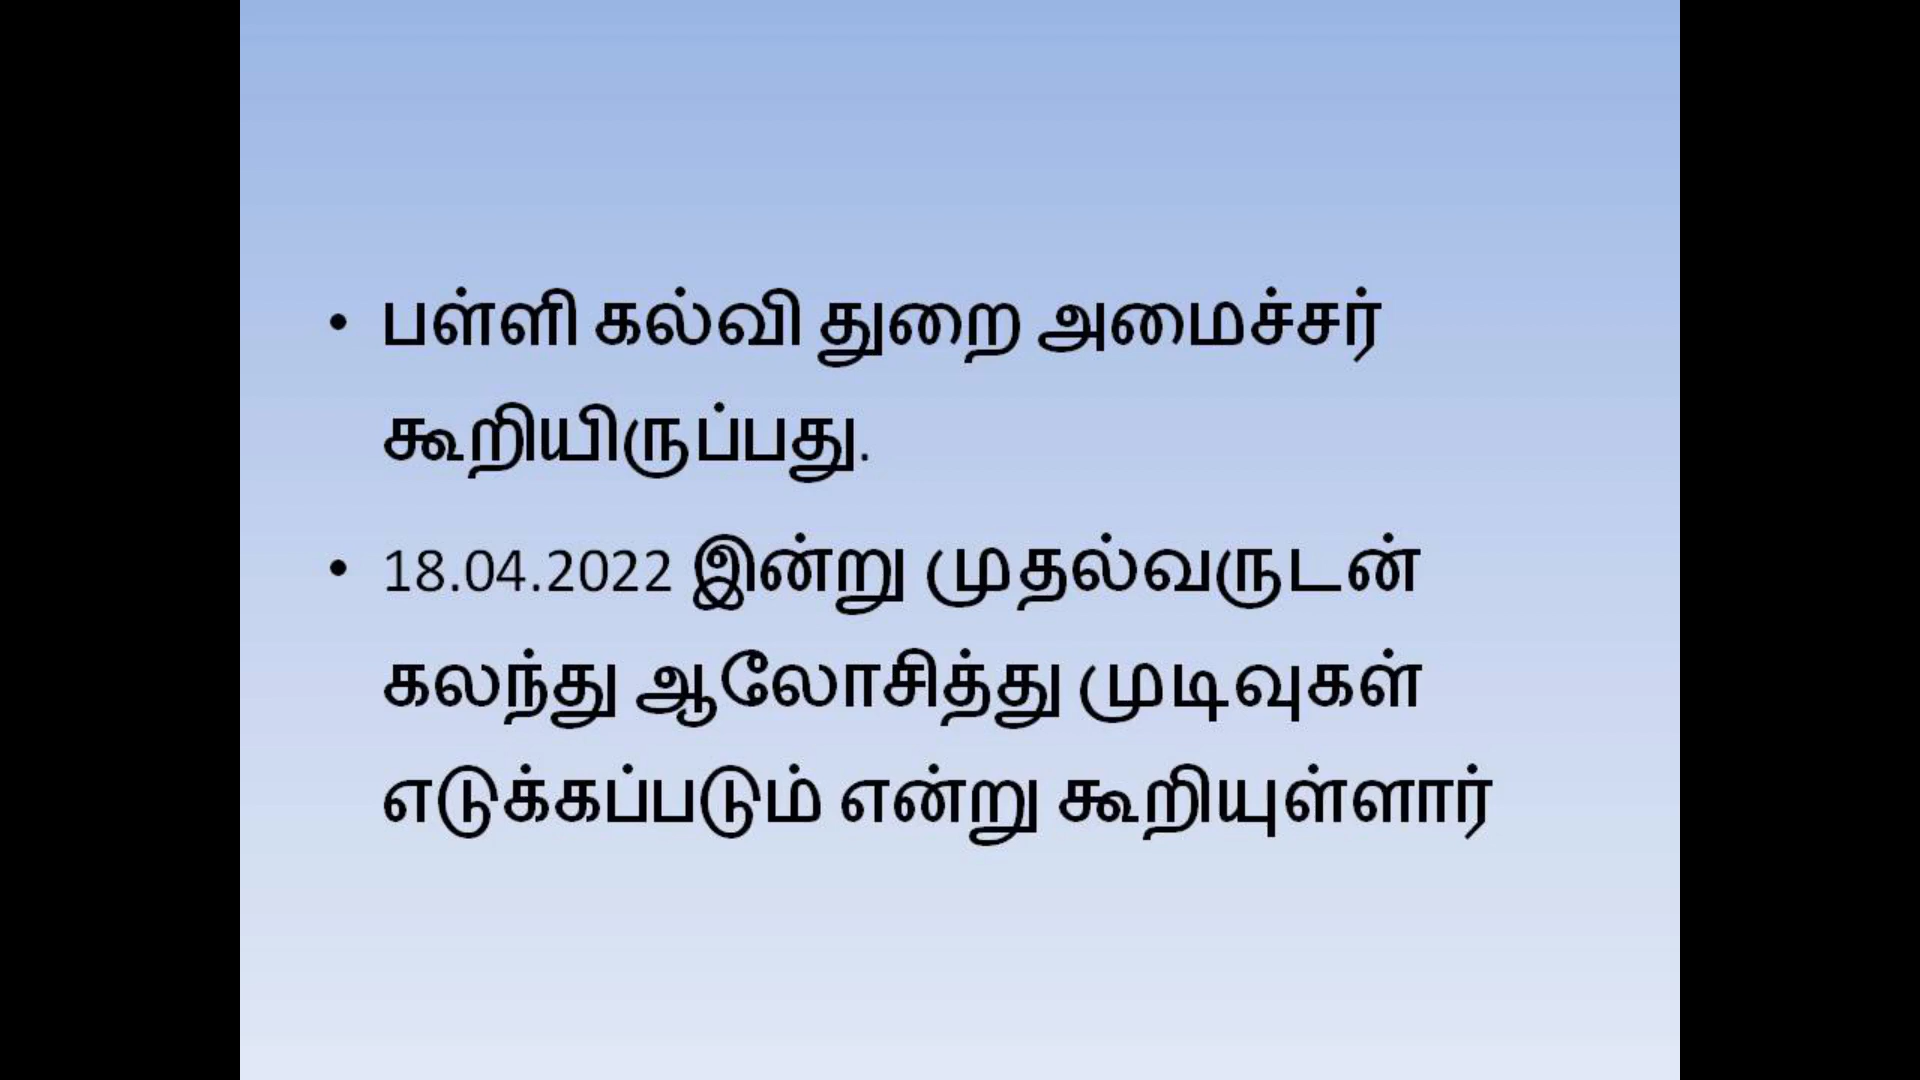 • பள்ளி கல்வி துறை அமைச்சர்
கூறியிருப்பது.
• 18.04.2022 இன்று முதல்வருடன்
கலந்து ஆலோசித்து முடிவுகள்
எடுக்கப்படும் என்று கூறியுள்ளார்